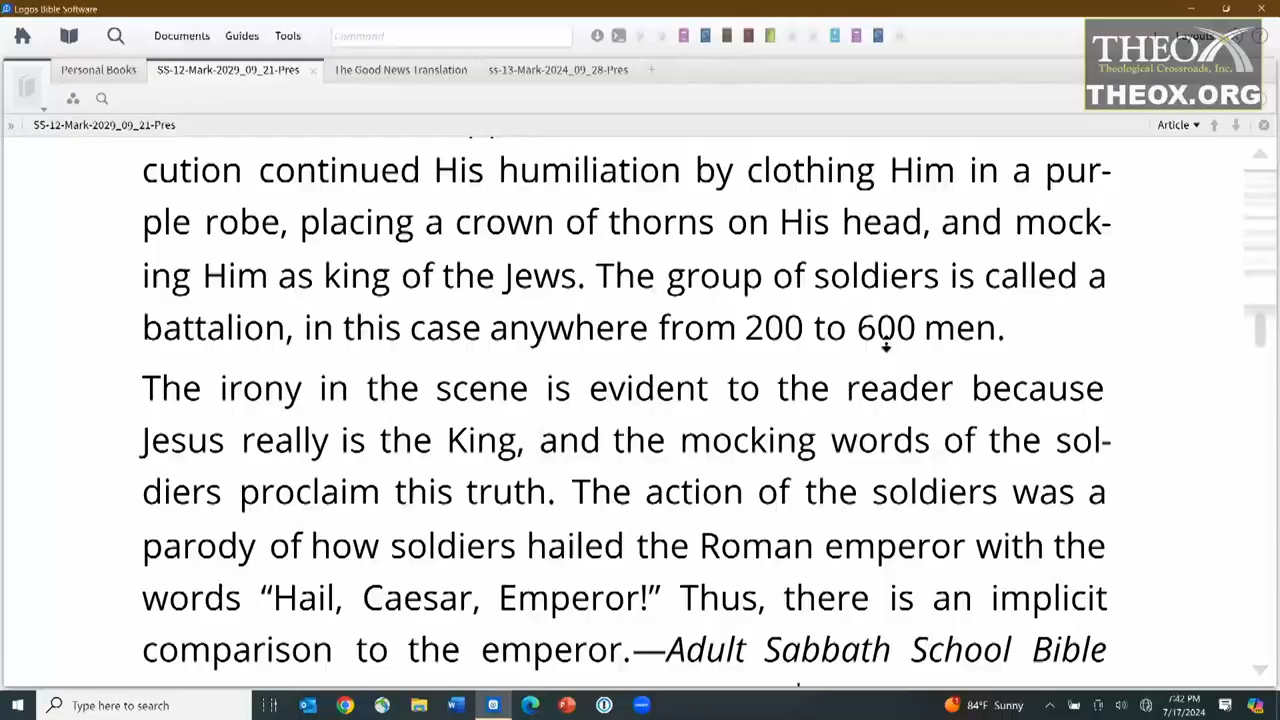 Logos Bible Software
Documents Guides Tools Command
THEOX
Theological Crossroads, Inc.
THEOX.ORG
Personal Books SS-12-Mark-2029_09_21-Pres The Good News ss-13-Mark-2024_09_28-Pres
SS-12-Mark-2029_09_21-Pres Article
cution continued His humiliation by clothing Him in a pur-
ple robe, placing a crown of thorns on His head, and mock-
ing Him as king of the Jews. The group of soldiers is called a
battalion, in this case anywhere from 200 to 600 men.
The irony in the scene is evident to the reader because
Jesus really is the King, and the mocking words of the sol-
diers proclaim this truth. The action of the soldiers was a
parody of how soldiers hailed the Roman emperor with the
words “Hail, Caesar, Emperor!” Thus, there is an implicit
comparison to the emperor.—Adult Sabbath School Bible
Type here to search 84°F Sunny 7:42 PM
7/17/2024